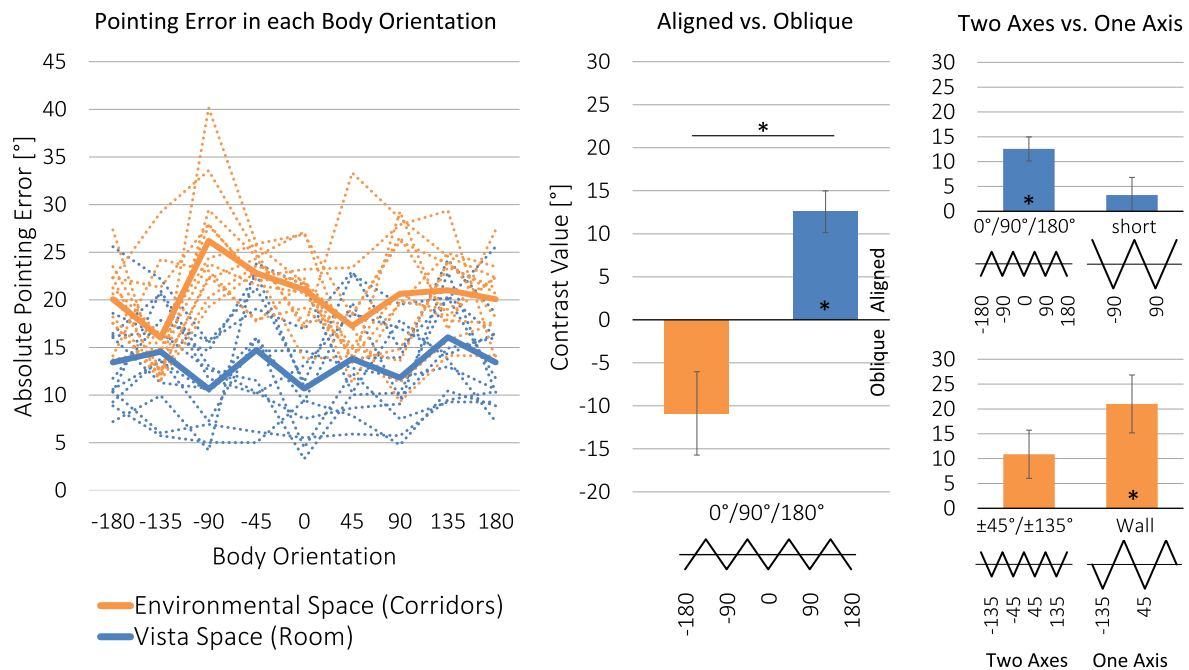 Pointing Error in each Body Orientation
Absolute Pointing Error [°]
45
40
35
30
25
20
15
10
5
0
-180 -135 -90 -45 0 45 90 135 180
Body Orientation
Environmental Space (Corridors)
Vista Space (Room)
Aligned vs. Oblique
Contrast Value [°]
30
25
20
15
10
5
0
-5
-10
-15
-20
*
*
Aligned
Oblique
0°/90°/180°
-180 -90 0 90 180
Two Axes vs. One Axis
30
25
20
15
10
5
0
*
0°/90°/180° short
-180 -90 0 90 180 -90 90
30
25
20
15
10
5
0
*
±45°/±135° Wall
-135 -45 45 135 -135 45
Two Axes One Axis